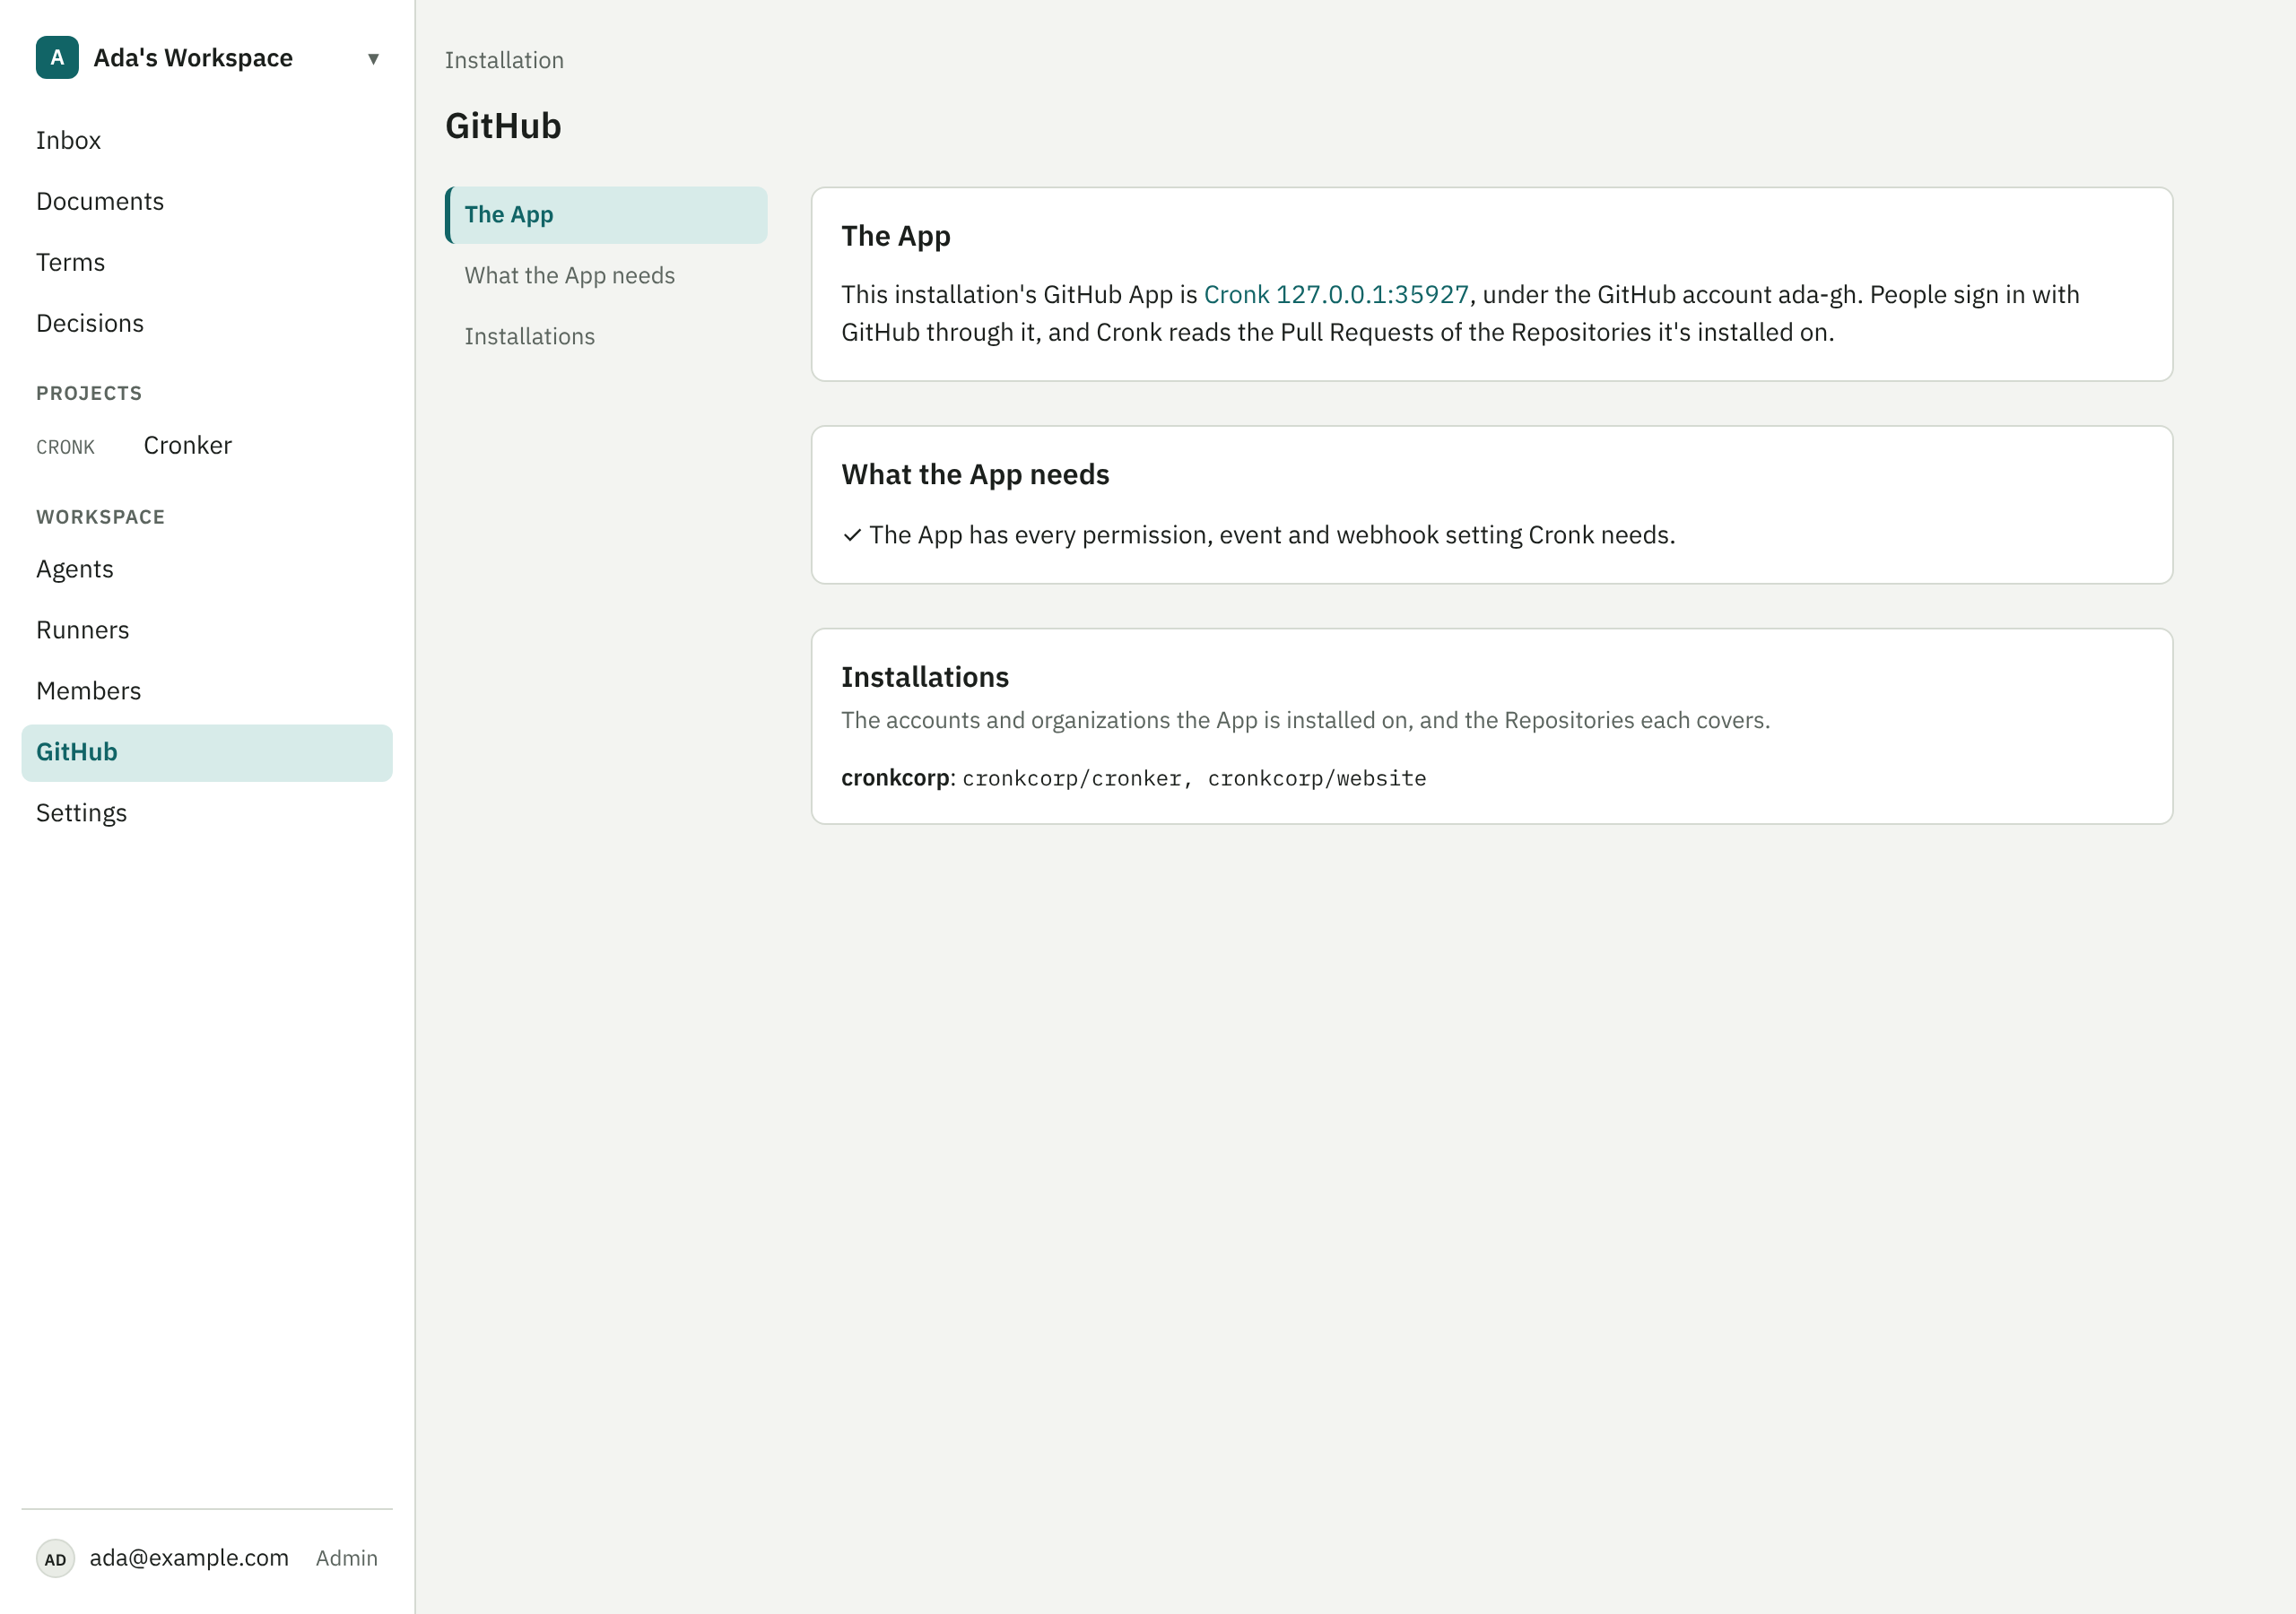 A Ada's Workspace ▼
Inbox
Documents
Terms
Decisions
PROJECTS
CRONK Cronker
WORKSPACE
Agents
Runners
Members
GitHub
Settings
AD ada@example.com Admin
Installation
GitHub
The App
What the App needs
Installations
The App
This installation's GitHub App is Cronk 127.0.0.1:35927, under the GitHub account ada-gh. People sign in with
GitHub through it, and Cronk reads the Pull Requests of the Repositories it's installed on.
What the App needs
✓ The App has every permission, event and webhook setting Cronk needs.
Installations
The accounts and organizations the App is installed on, and the Repositories each covers.
cronkcorp: cronkcorp/cronker, cronkcorp/website